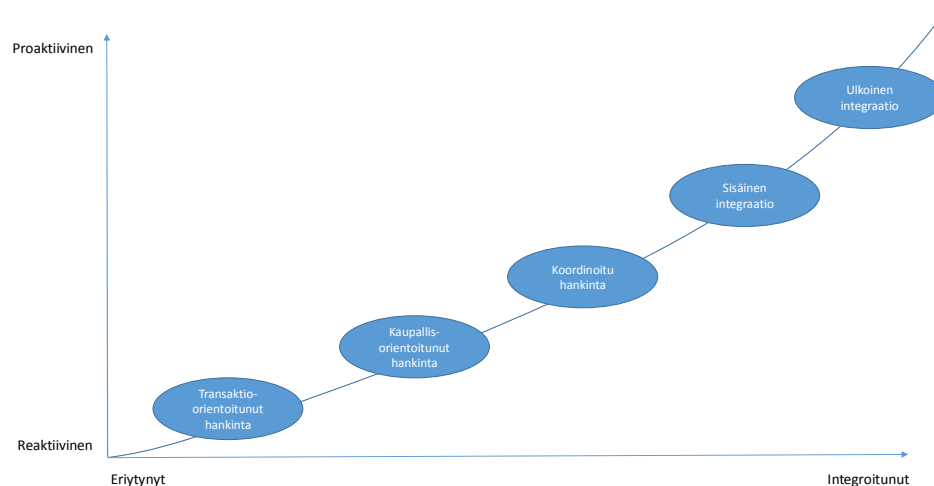 Proaktiivinen
Ulkoinen
integraatio
Sisäinen
integraatio
Koordinoitu
hankinta
Kaupallis-
orientoitunut
hankinta
Transaktio-
orientoitunut
hankinta
Reaktiivinen
Eriytynyt
Integroitunut